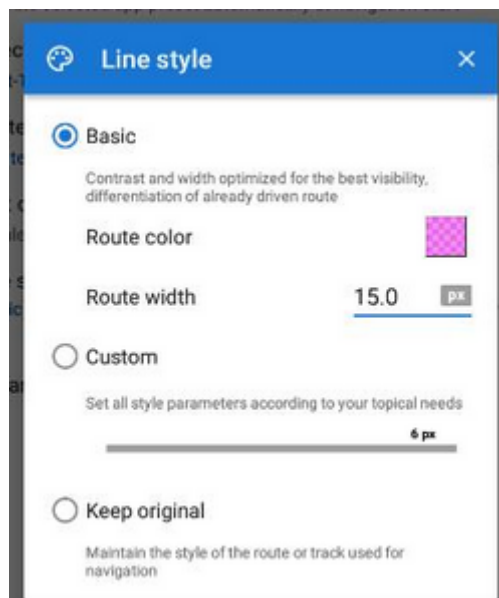 Line style
Basic
Contrast and width optimized for the best visibility,
differentiation of already driven route
Route color
Route width 15.0 px
Custom
Set all style parameters according to your topical needs
6 px
Keep original
Maintain the style of the route or track used for
navigation